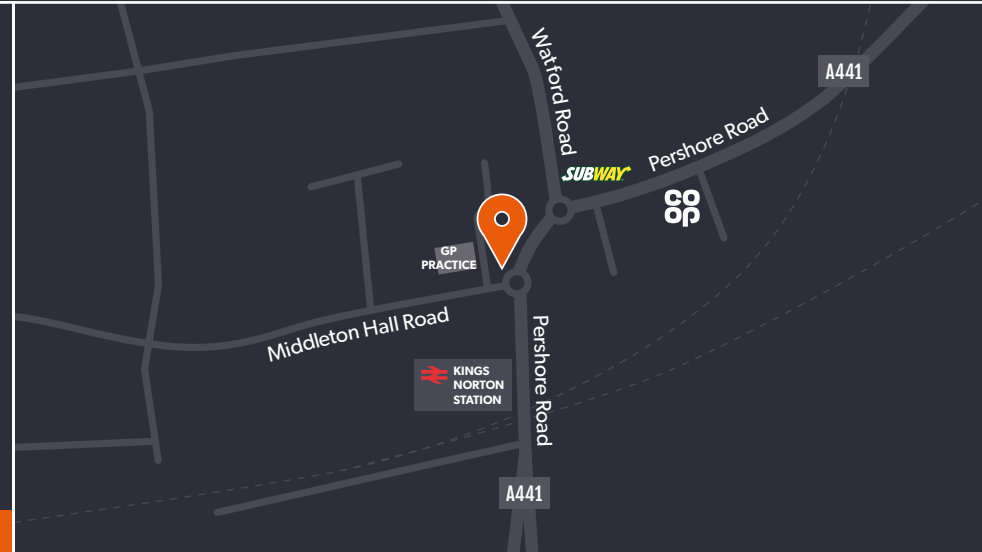 Watford Road
A441
Pershore Road
SUBWAY
CO
OP
GP
PRACTICE
Middleton Hall Road
Pershore Road
KINGS
NORTON
STATION
A441